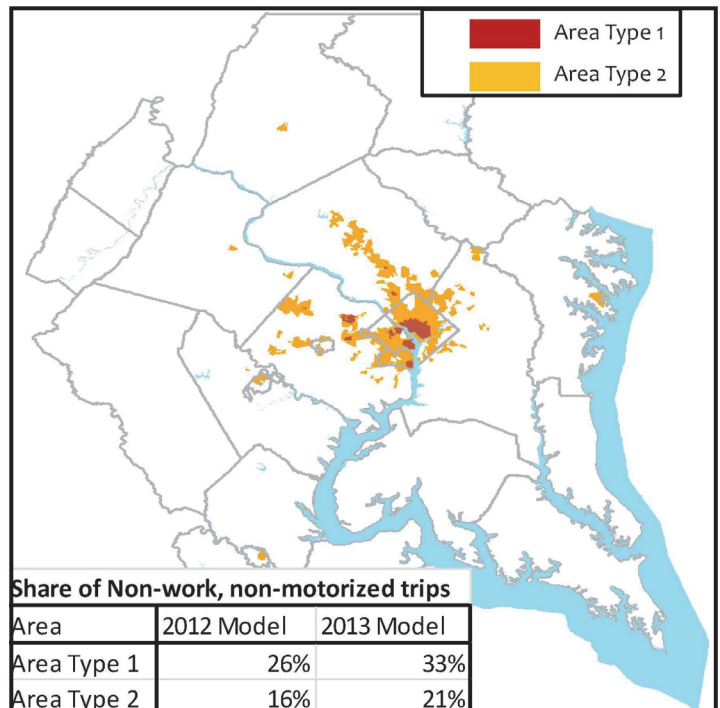 Area Type 1
Area Type 2
Share of Non-work, non-motorized trips
Area 2012 Model 2013 Model
Area Type 1 26% 33%
Area Type 2 16% 21%